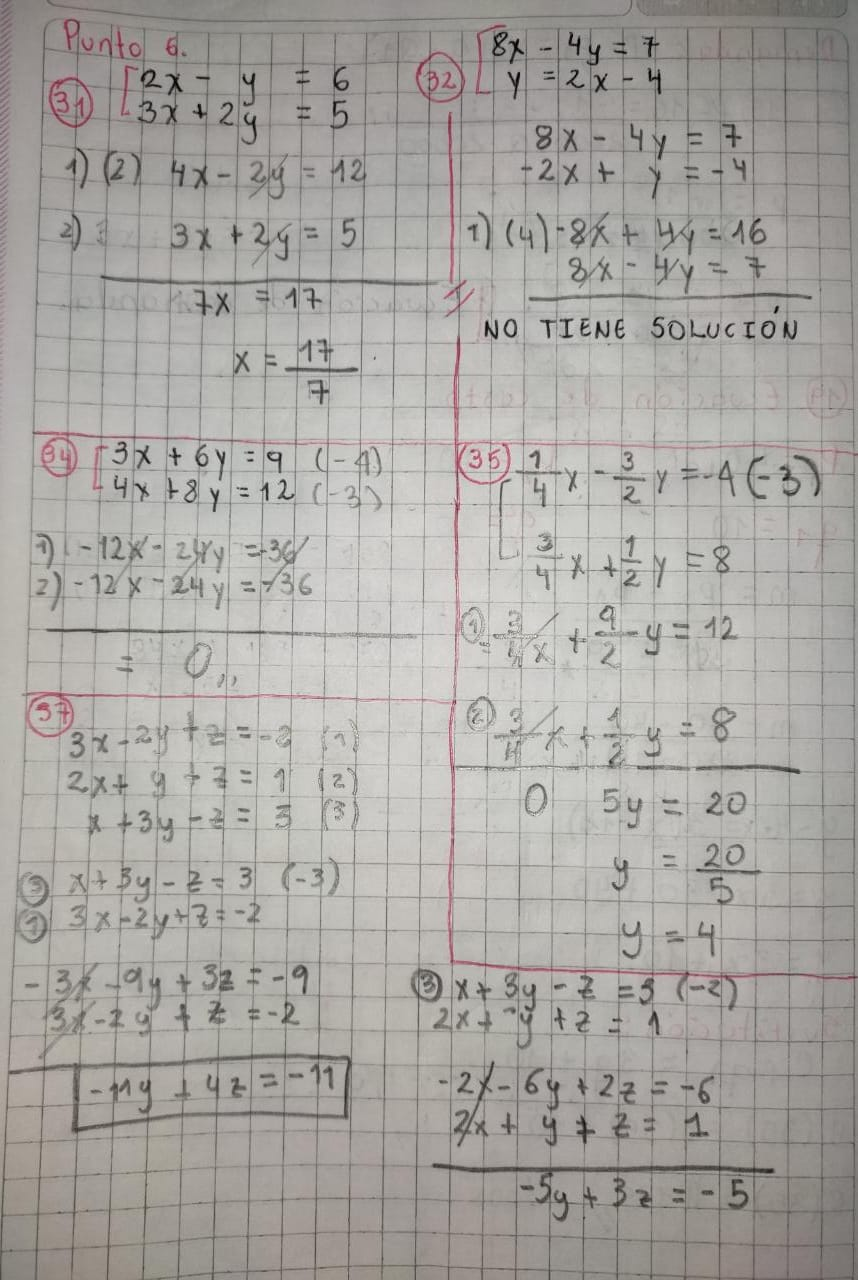 Punto 6.
31
2x - y = 6
3x + 2y = 5
1) (2) 4x - 2y = 12
2) 3x + 2y = 5
7x = 17
x = 17/7
32
8x - 4y = 7
y = 2x - 4
8x - 4y = 7
-2x + y = -4
1) (4) -8x + 4y = 16
8x - 4y = 7
NO TIENE SOLUCIÓN
34
3x + 6y = 9 (-4)
4x + 8y = 12 (-3)
1) -12x - 24y = -36
2) -12x - 24y = -36
= 0,,
35
1/4 x - 3/2 y = -4 (-3)
3/4 x + 1/2 y = 8
1 = 3/4 x + 9/2 - y = 12
2 3/4 x + 1/2 y = 8
0 5y = 20
y = 20/5
y = 4
37
3x - 2y + z = -2 (1)
2x + y + z = 1 (2)
x + 3y - z = 3 (3)
3 x + 3y - z = 3 (-3)
1 3x - 2y + z = -2
- 3x - 9y + 3z = -9
3x - 2y + z = -2
-11y + 4z = -11
3 x + 3y - z = 3 (-2)
2x + y + z = 1
-2x - 6y + 2z = -6
2x + y + z = 1
-5y + 3z = -5